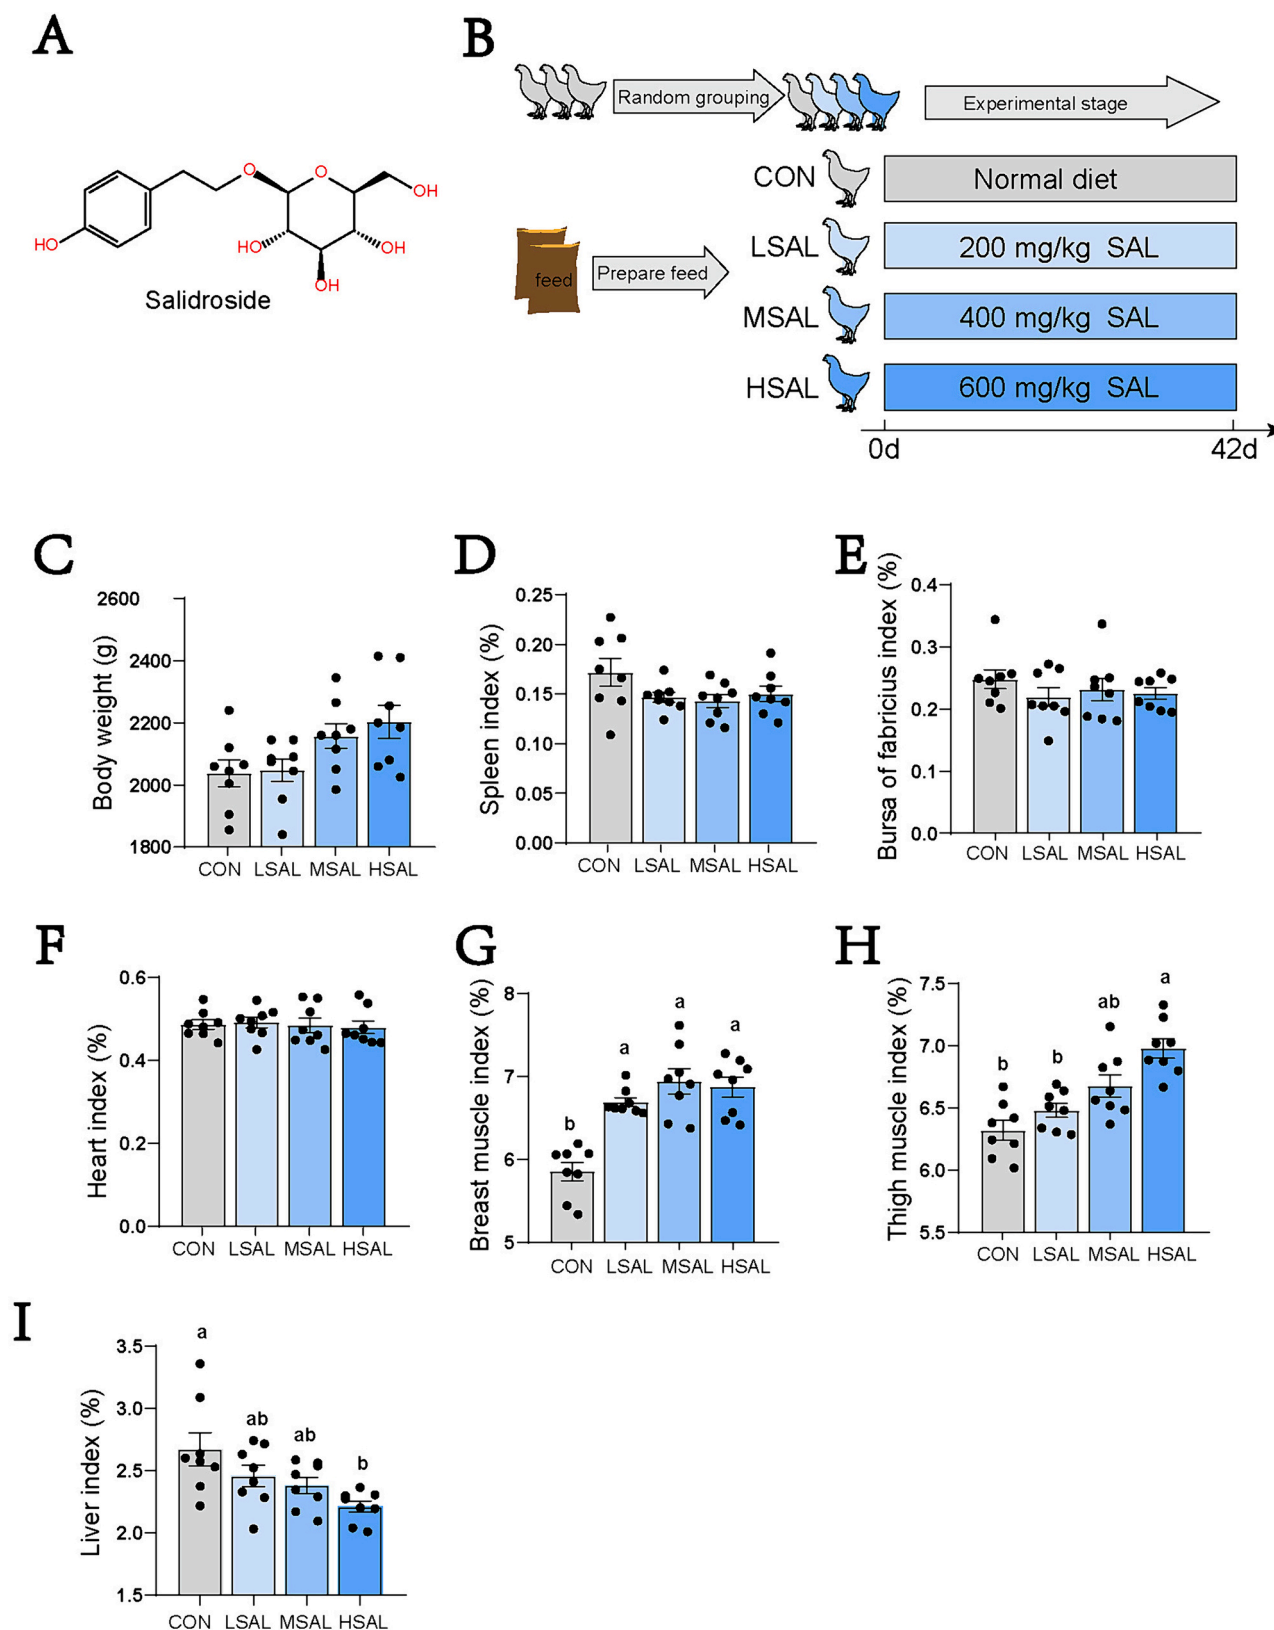 A
HO
O
O
OH
HO
OH
OH
Salidroside
B
Random grouping
Experimental stage
CON
Normal diet
feed
Prepare feed
LSAL
200 mg/kg SAL
MSAL
400 mg/kg SAL
HSAL
600 mg/kg SAL
0d
42d
C
Body weight (g)
2600
2400
2200
2000
1800
CON LSAL MSAL HSAL
D
Spleen index (%)
0.25
0.20
0.15
0.10
0.05
0.00
CON LSAL MSAL HSAL
E
Bursa of fabricius index (%)
0.4
0.3
0.2
0.1
0.0
CON LSAL MSAL HSAL
F
Heart index (%)
0.6
0.4
0.2
0.0
CON LSAL MSAL HSAL
G
Breast muscle index (%)
8
7
6
5
b
a
a
a
CON LSAL MSAL HSAL
H
Thigh muscle index (%)
7.5
7.0
6.5
6.0
5.5
b
b
ab
a
CON LSAL MSAL HSAL
I
Liver index (%)
3.5
3.0
2.5
2.0
1.5
a
ab
ab
b
CON LSAL MSAL HSAL